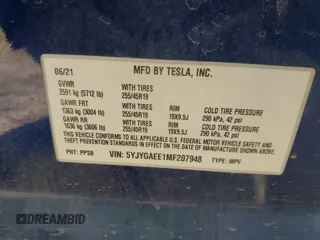 06/21
MFD BY TESLA, INC.
GVWR
2591 kg (5712 lb)
WITH TIRES
255/45R19
GAWR FRT
1363 kg (3004 lb)
WITH TIRES
255/45R19
RIM
19X9.5J
COLD TIRE PRESSURE
290 kPa, 42 psi
GAWR RR
1636 kg (3606 lb)
WITH TIRES
255/45R19
RIM
19X9.5J
COLD TIRE PRESSURE
290 kPa, 42 psi
THIS VEHICLE CONFORMS TO ALL APPLICABLE FEDERAL
MOTOR VEHICLE SAFETY, BUMPER, AND THEFT PREVENTION
STANDARDS IN EFFECT ON THE DATE OF MANUFACTURE
SHOWN ABOVE.
PNT: PPSB
VIN: 5YJYGAEE1MF207948
TYPE: MPV
DREAMBID